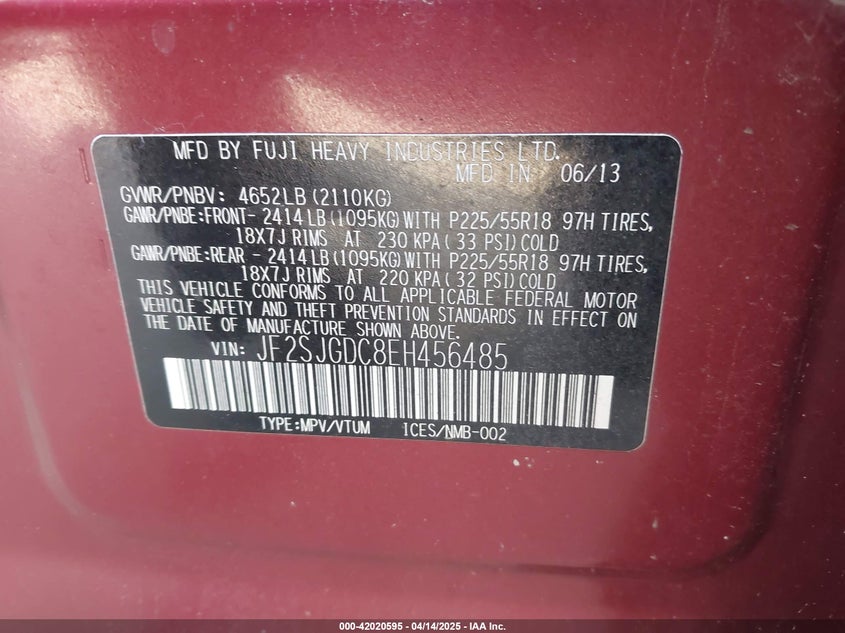 MFD BY FUJI HEAVY INDUSTRIES LTD.
MFD IN 06/13
GVWR/PNBV: 4652LB (2110KG)
GAWR/PNBE:FRONT- 2414LB (1095KG) WITH P225/55R18 97H TIRES,
18X7J RIMS AT 230 KPA ( 33 PSI) COLD
GAWR/PNBE:REAR - 2414LB (1095KG) WITH P225/55R18 97H TIRES,
18X7J RIMS AT 220 KPA ( 32 PSI) COLD
THIS VEHICLE CONFORMS TO ALL APPLICABLE FEDERAL MOTOR
VEHICLE SAFETY AND THEFT PREVENTION STANDARDS IN EFFECT ON
THE DATE OF MANUFACTURE SHOWN ABOVE.
VIN: JF2SJGDC8EH456485
TYPE:MPV/VTUM ICES/NMB-002
000-42020595 - 04/14/2025 - IAA Inc.